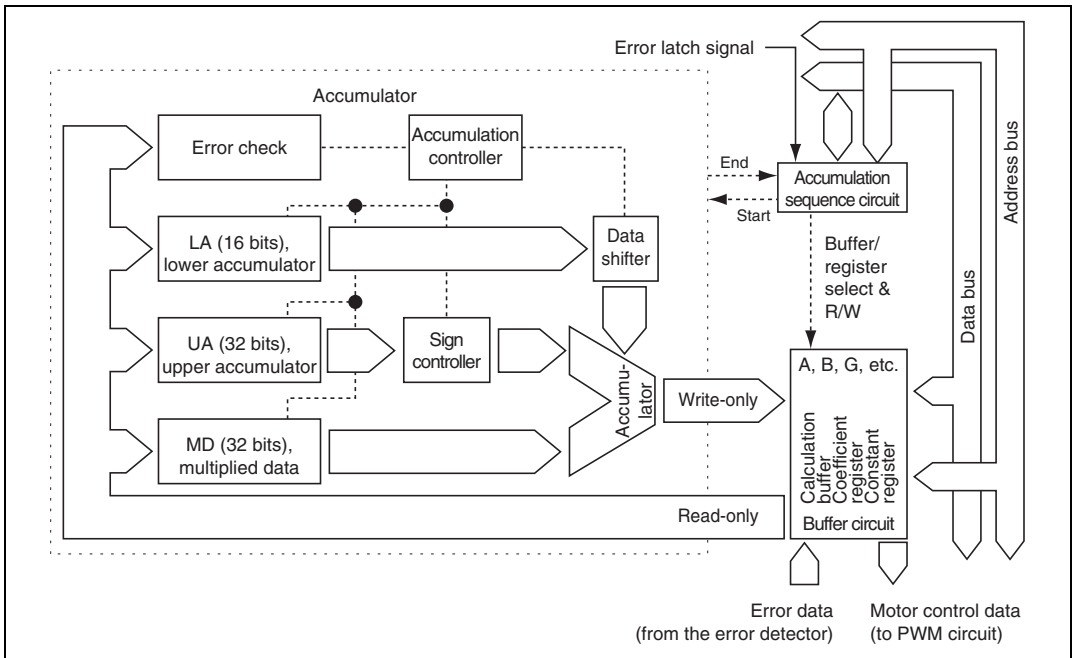 Error latch signal
Accumulator
Error check
Accumulation
controller
End
Start
Accumulation
sequence circuit
Address bus
LA (16 bits),
lower accumulator
Data
shifter
Buffer/
register
select &
R/W
Data bus
UA (32 bits),
upper accumulator
Sign
controller
Accumu-
lator
Write-only
A, B, G, etc.
MD (32 bits),
multiplied data
Calculation
buffer
Coefficient
register
Constant
register
Buffer circuit
Read-only
Error data
(from the error detector)
Motor control data
(to PWM circuit)